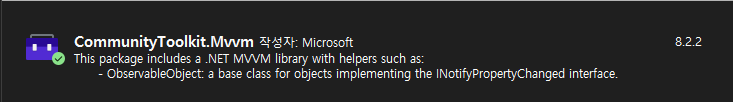 CommunityToolkit.Mvvm 작성자: Microsoft 8.2.2
This package includes a .NET MVVM library with helpers such as:
- ObservableObject: a base class for objects implementing the INotifyPropertyChanged interface.